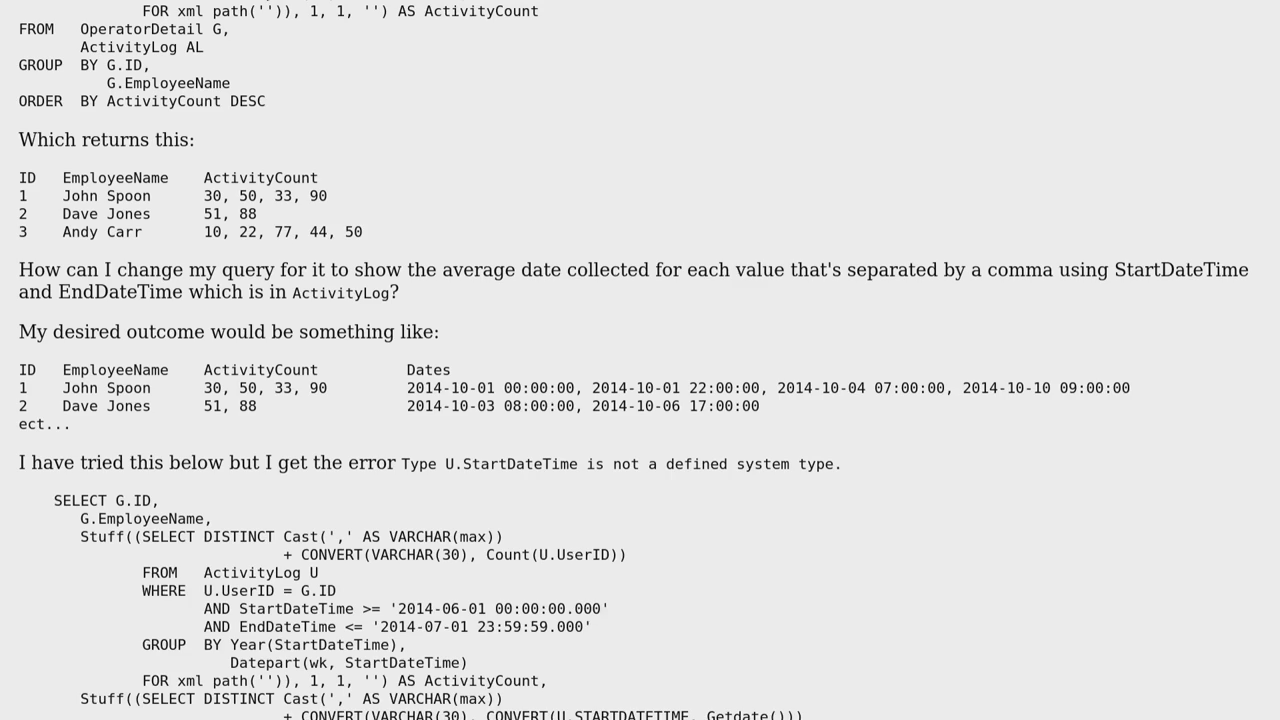 FOR xml path('')), 1, 1, '') AS ActivityCount
FROM   OperatorDetail G,
       ActivityLog AL
GROUP  BY G.ID,
          G.EmployeeName
ORDER  BY ActivityCount DESC
Which returns this:
ID   EmployeeName    ActivityCount
1    John Spoon      30, 50, 33, 90
2    Dave Jones      51, 88
3    Andy Carr       10, 22, 77, 44, 50
How can I change my query for it to show the average date collected for each value that's separated by a comma using StartDateTime
and EndDateTime which is in ActivityLog?
My desired outcome would be something like:
ID   EmployeeName    ActivityCount          Dates
1    John Spoon      30, 50, 33, 90         2014-10-01 00:00:00, 2014-10-01 22:00:00, 2014-10-04 07:00:00, 2014-10-10 09:00:00
2    Dave Jones      51, 88                 2014-10-03 08:00:00, 2014-10-06 17:00:00
ect...
I have tried this below but I get the error Type U.StartDateTime is not a defined system type.
    SELECT G.ID,
       G.EmployeeName,
       Stuff((SELECT DISTINCT Cast(',' AS VARCHAR(max))
                              + CONVERT(VARCHAR(30), Count(U.UserID))
              FROM   ActivityLog U
              WHERE  U.UserID = G.ID
                     AND StartDateTime >= '2014-06-01 00:00:00.000'
                     AND EndDateTime <= '2014-07-01 23:59:59.000'
              GROUP  BY Year(StartDateTime),
                        Datepart(wk, StartDateTime)
              FOR xml path('')), 1, 1, '') AS ActivityCount,
       Stuff((SELECT DISTINCT Cast(',' AS VARCHAR(max))
                              + CONVERT(VARCHAR(30), CONVERT(U.STARTDATETIME, Getdate()))